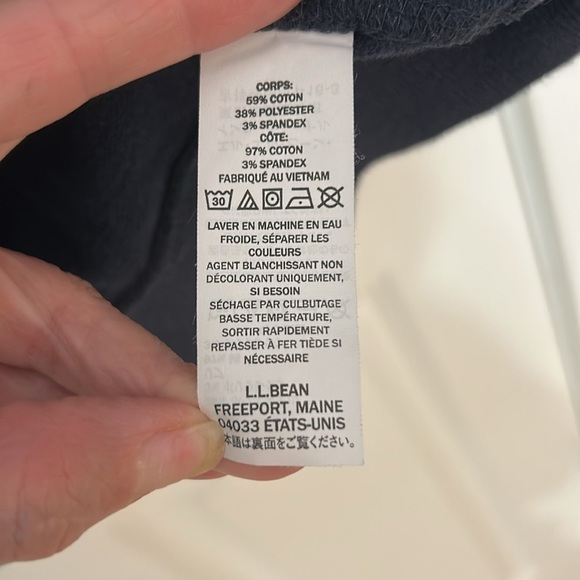 CORPS:
59% COTON
38% POLYESTER
3% SPANDEX
CÔTE:
97% COTON
3% SPANDEX
FABRIQUÉ AU VIETNAM
30
LAVER EN MACHINE EN EAU
FROIDE, SÉPARER LES
COULEURS
AGENT BLANCHISSANT NON
DÉCOLORANT UNIQUEMENT,
SI BESOIN
SÉCHAGE PAR CULBUTAGE
BASSE TEMPÉRATURE,
SORTIR RAPIDEMENT
REPASSER À FER TIÈDE SI
NÉCESSAIRE
L.L.BEAN
FREEPORT, MAINE
04033 ÉTATS-UNIS
本語は裏面をご覧ください。